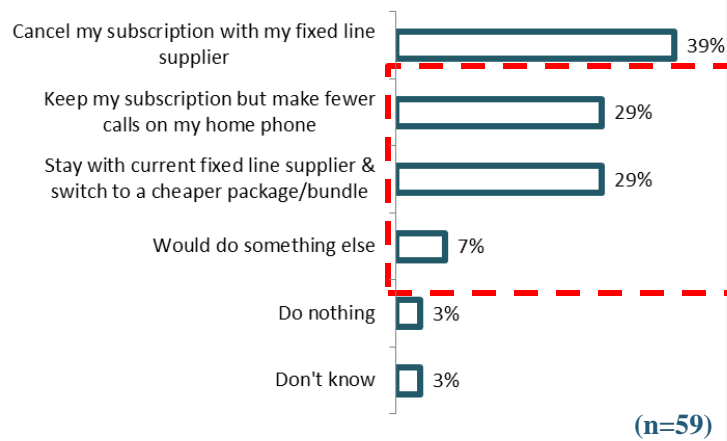 Cancel my subscription with my fixed line
supplier
39%
Keep my subscription but make fewer
calls on my home phone
29%
Stay with current fixed line supplier &
switch to a cheaper package/bundle
29%
Would do something else
7%
Do nothing
3%
Don't know
3%
(n=59)